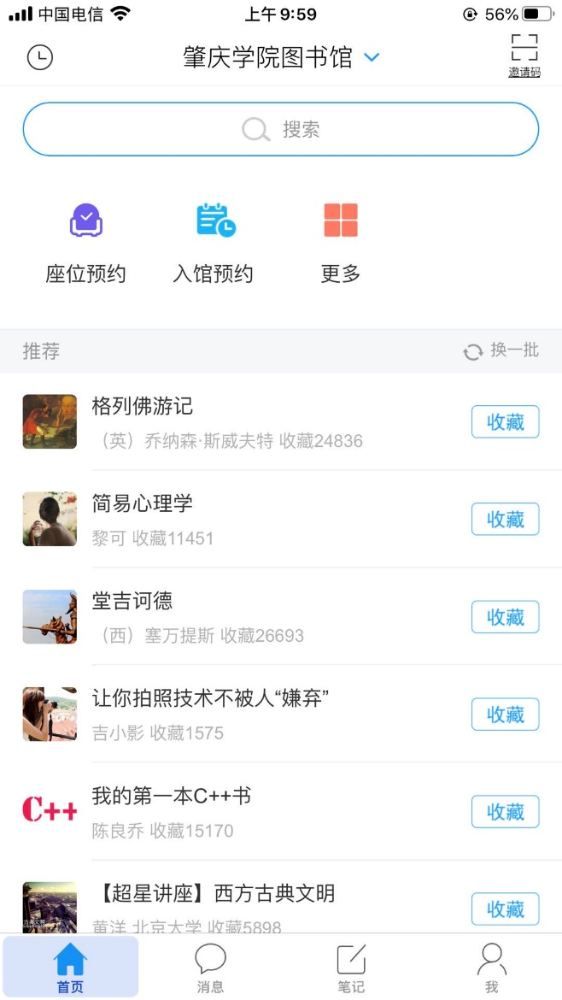 中国电信
上午 9:59
56%
肇庆学院图书馆
邀请码
搜索
座位预约
入馆预约
更多
推荐
换一批
格列佛游记
（英）乔纳森·斯威夫特 收藏24836
收藏
简易心理学
黎可 收藏11451
收藏
堂吉诃德
（西）塞万提斯 收藏26693
收藏
让你拍照技术不被人“嫌弃”
吉小影 收藏1575
收藏
C++
我的第一本C++书
陈良乔 收藏15170
收藏
【超星讲座】西方古典文明
黄洋 北京大学 收藏5898
收藏
首页
消息
笔记
我